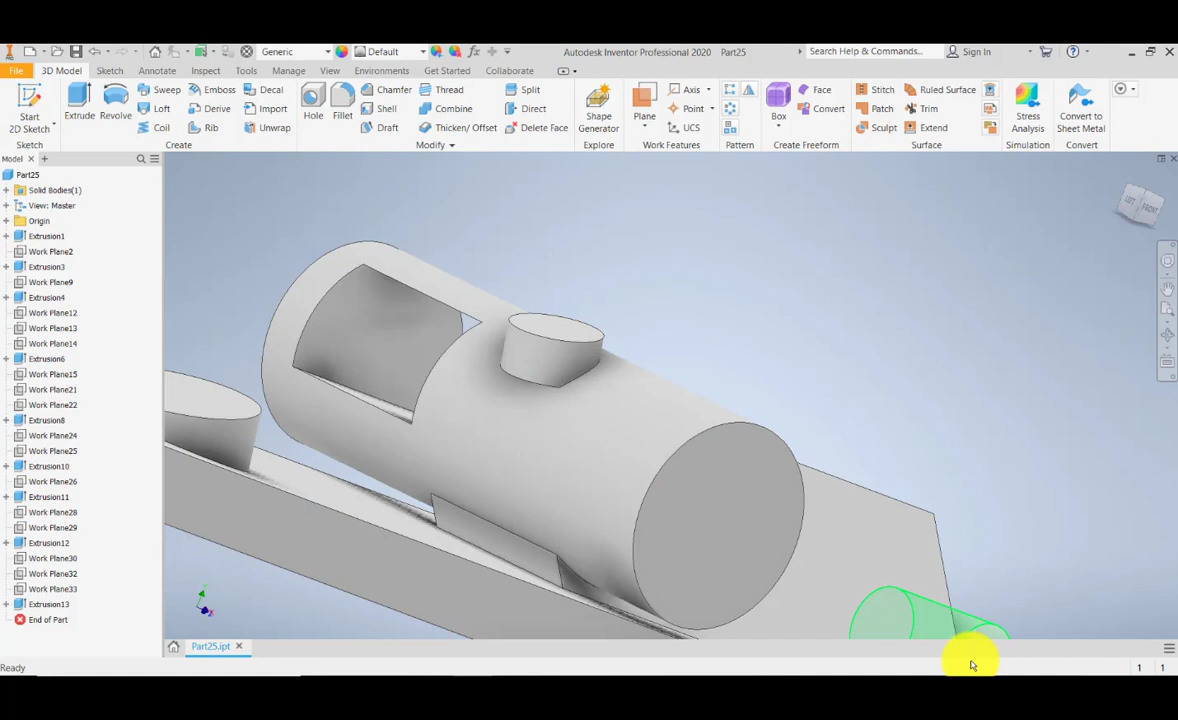 Generic Default Autodesk Inventor Professional 2020 Part25 Search Help & Commands... Sign In
File 3D Model Sketch Annotate Inspect Tools Manage View Environments Get Started Collaborate
Sweep Emboss Decal Chamfer Thread Split Axis Face Stitch Ruled Surface
Loft Derive Import Shell Combine Direct Point Convert Patch Trim
Start 2D Sketch Extrude Revolve Coil Rib Unwrap Hole Fillet Draft Thicken/ Offset Delete Face Shape Generator Plane UCS Box Sculpt Extend Stress Analysis Convert to Sheet Metal
Sketch Create Modify Explore Work Features Pattern Create Freeform Surface Simulation Convert
Model
LEFT FRONT
Part25
Solid Bodies(1)
View: Master
Origin
Extrusion1
Work Plane2
Extrusion3
Work Plane9
Extrusion4
Work Plane12
Work Plane13
Work Plane14
Extrusion6
Work Plane15
Work Plane21
Work Plane22
Extrusion8
Work Plane24
Work Plane25
Extrusion10
Work Plane26
Extrusion11
Work Plane28
Work Plane29
Extrusion12
Work Plane30
Work Plane32
Work Plane33
Extrusion13
End of Part
Part25.ipt
Ready 1 1